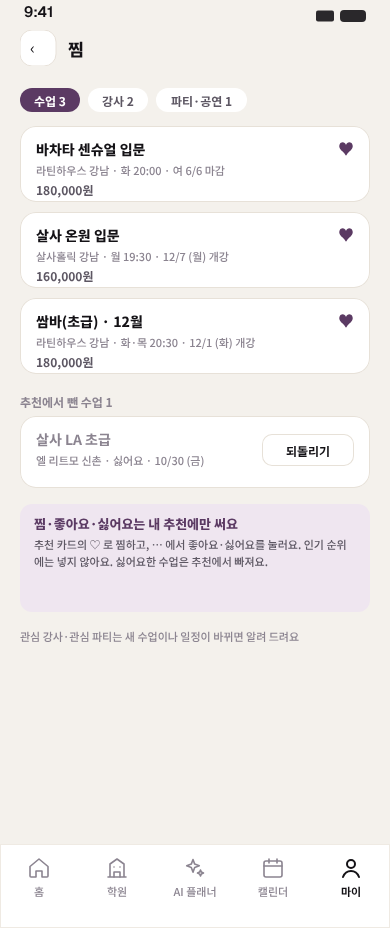 9:41
‹ 찜
수업 3 강사 2 파티·공연 1
바차타 센슈얼 입문 ♥
라틴하우스 강남 · 화 20:00 · 여 6/6 마감
180,000원
살사 온원 입문 ♥
살사홀릭 강남 · 월 19:30 · 12/7 (월) 개강
160,000원
쌈바(초급) · 12월 ♥
라틴하우스 강남 · 화·목 20:30 · 12/1 (화) 개강
180,000원
추천에서 뺀 수업 1
살사 LA 초급
엘 리트모 신촌 · 싫어요 · 10/30 (금)
되돌리기
찜·좋아요·싫어요는 내 추천에만 써요
추천 카드의 ♡ 로 찜하고, ⋯ 에서 좋아요·싫어요를 눌러요. 인기 순위
에는 넣지 않아요. 싫어요한 수업은 추천에서 빠져요.
관심 강사·관심 파티는 새 수업이나 일정이 바뀌면 알려 드려요
홈 학원 AI 플래너 캘린더 마이